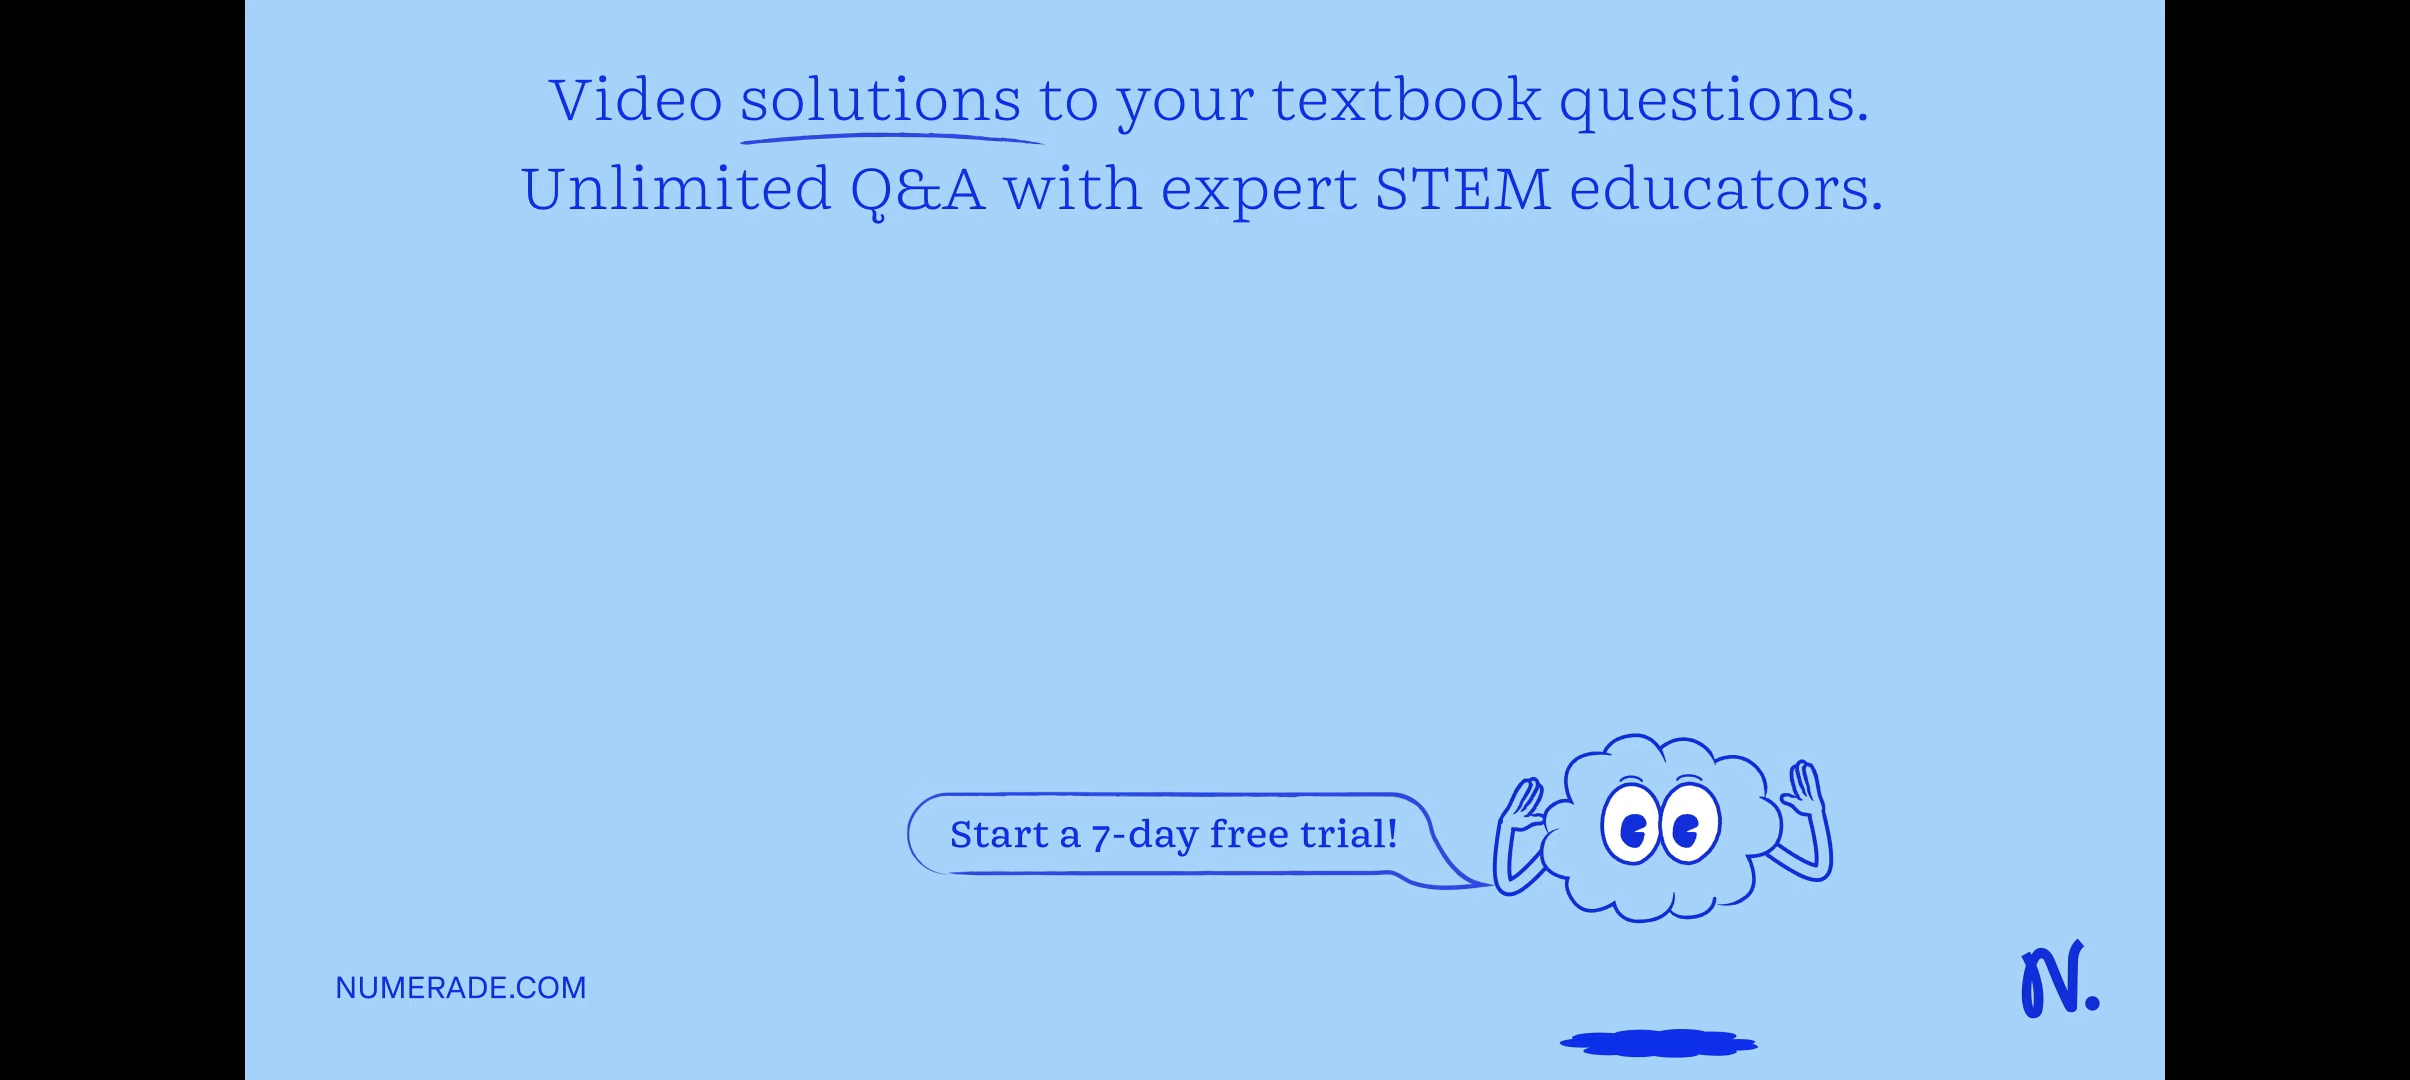 Video solutions to your textbook questions.
Unlimited Q&A with expert STEM educators.
Start a 7-day free trial!
NUMERADE.COM
N.